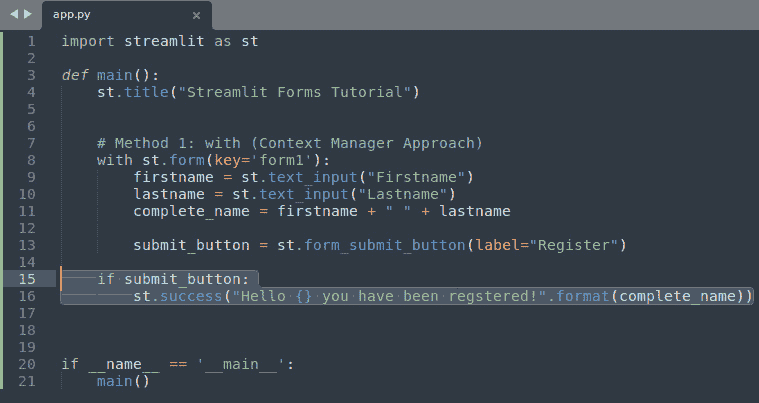 app.py
1 import streamlit as st
2
3 def main():
4     st.title("Streamlit Forms Tutorial")
5
6
7     # Method 1: with (Context Manager Approach)
8     with st.form(key='form1'):
9         firstname = st.text_input("Firstname")
10         lastname = st.text_input("Lastname")
11         complete_name = firstname + " " + lastname
12
13         submit_button = st.form_submit_button(label="Register")
14
15     if submit_button:
16         st.success("Hello {} you have been regstered!".format(complete_name))
17
18
19
20 if __name__ == '__main__':
21     main()